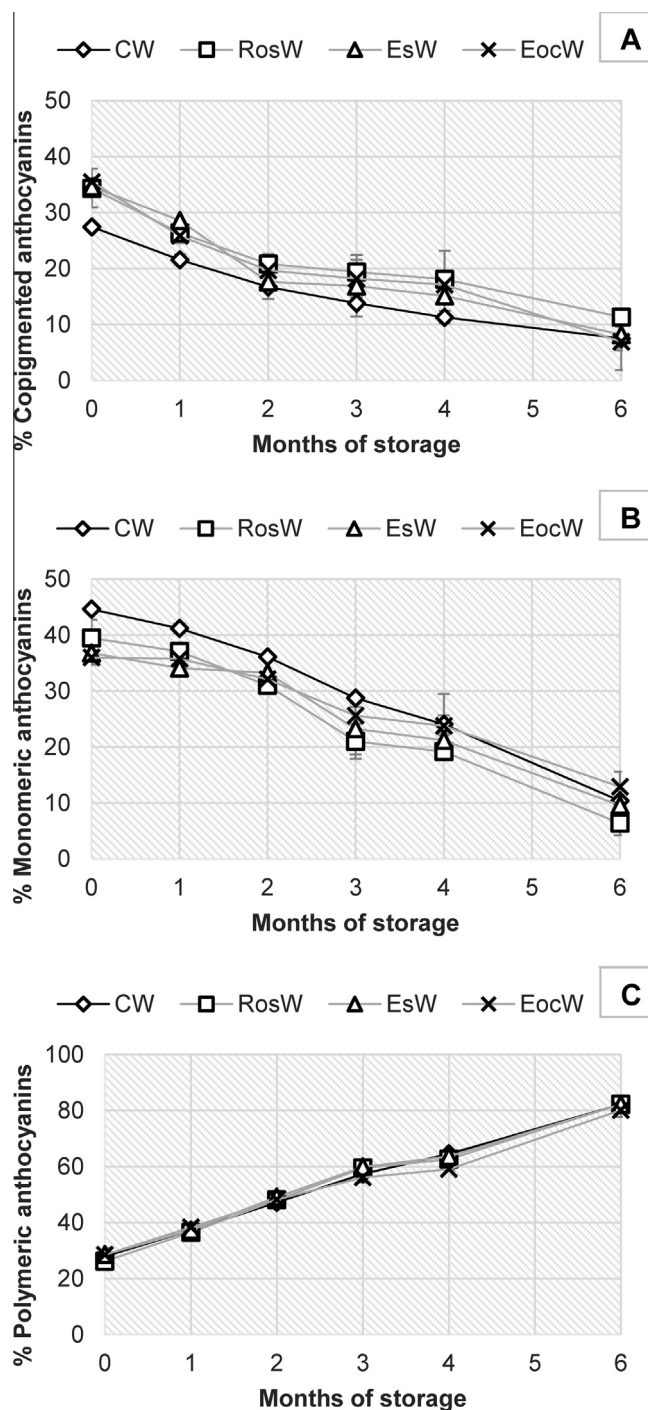 A
CW RosW EsW EocW
50
40
30
20
10
0
% Copigmented anthocyanins
0 1 2 3 4 5 6
Months of storage
B
CW RosW EsW EocW
50
40
30
20
10
0
% Monomeric anthocyanins
0 1 2 3 4 5 6
Months of storage
C
CW RosW EsW EocW
100
80
60
40
20
0
% Polymeric anthocyanins
0 1 2 3 4 5 6
Months of storage